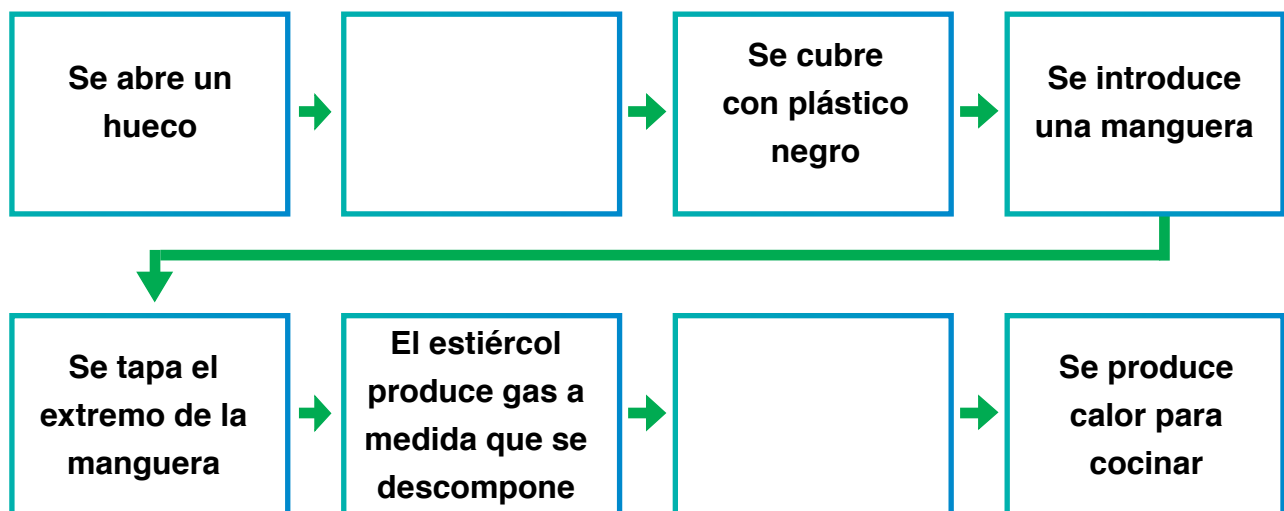 Se abre un
hueco
Se cubre
con plástico
negro
Se introduce
una manguera
Se tapa el
extremo de la
manguera
El estiércol
produce gas a
medida que se
descompone
Se produce
calor para
cocinar